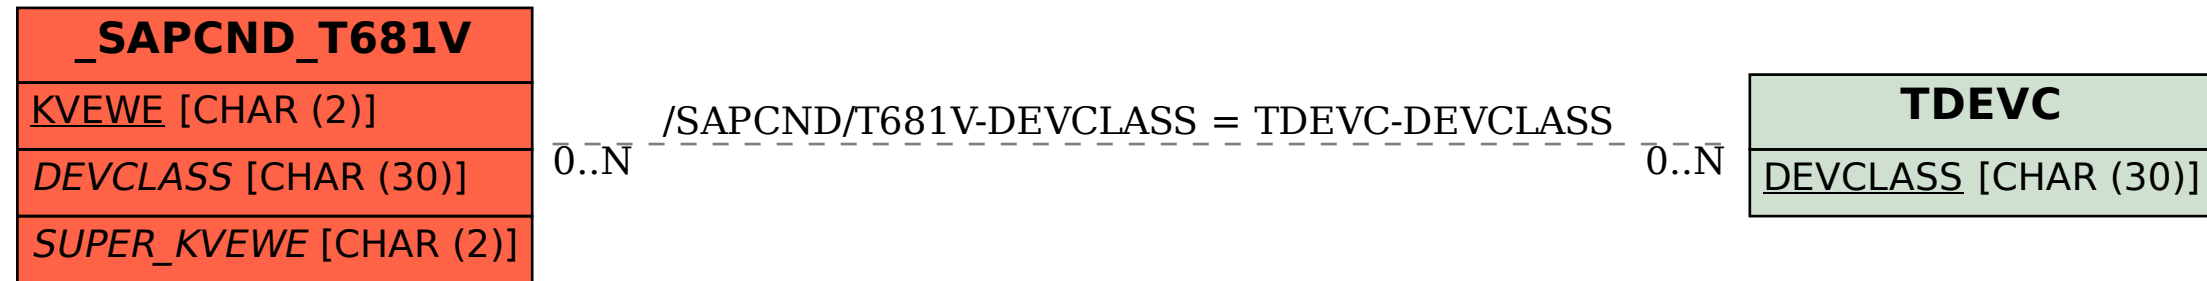 _SAPCND_T681V
KVEWE [CHAR (2)]
DEVCLASS [CHAR (30)]
SUPER_KVEWE [CHAR (2)]
/SAPCND/T681V-DEVCLASS = TDEVC-DEVCLASS
0..N
0..N
TDEVC
DEVCLASS [CHAR (30)]